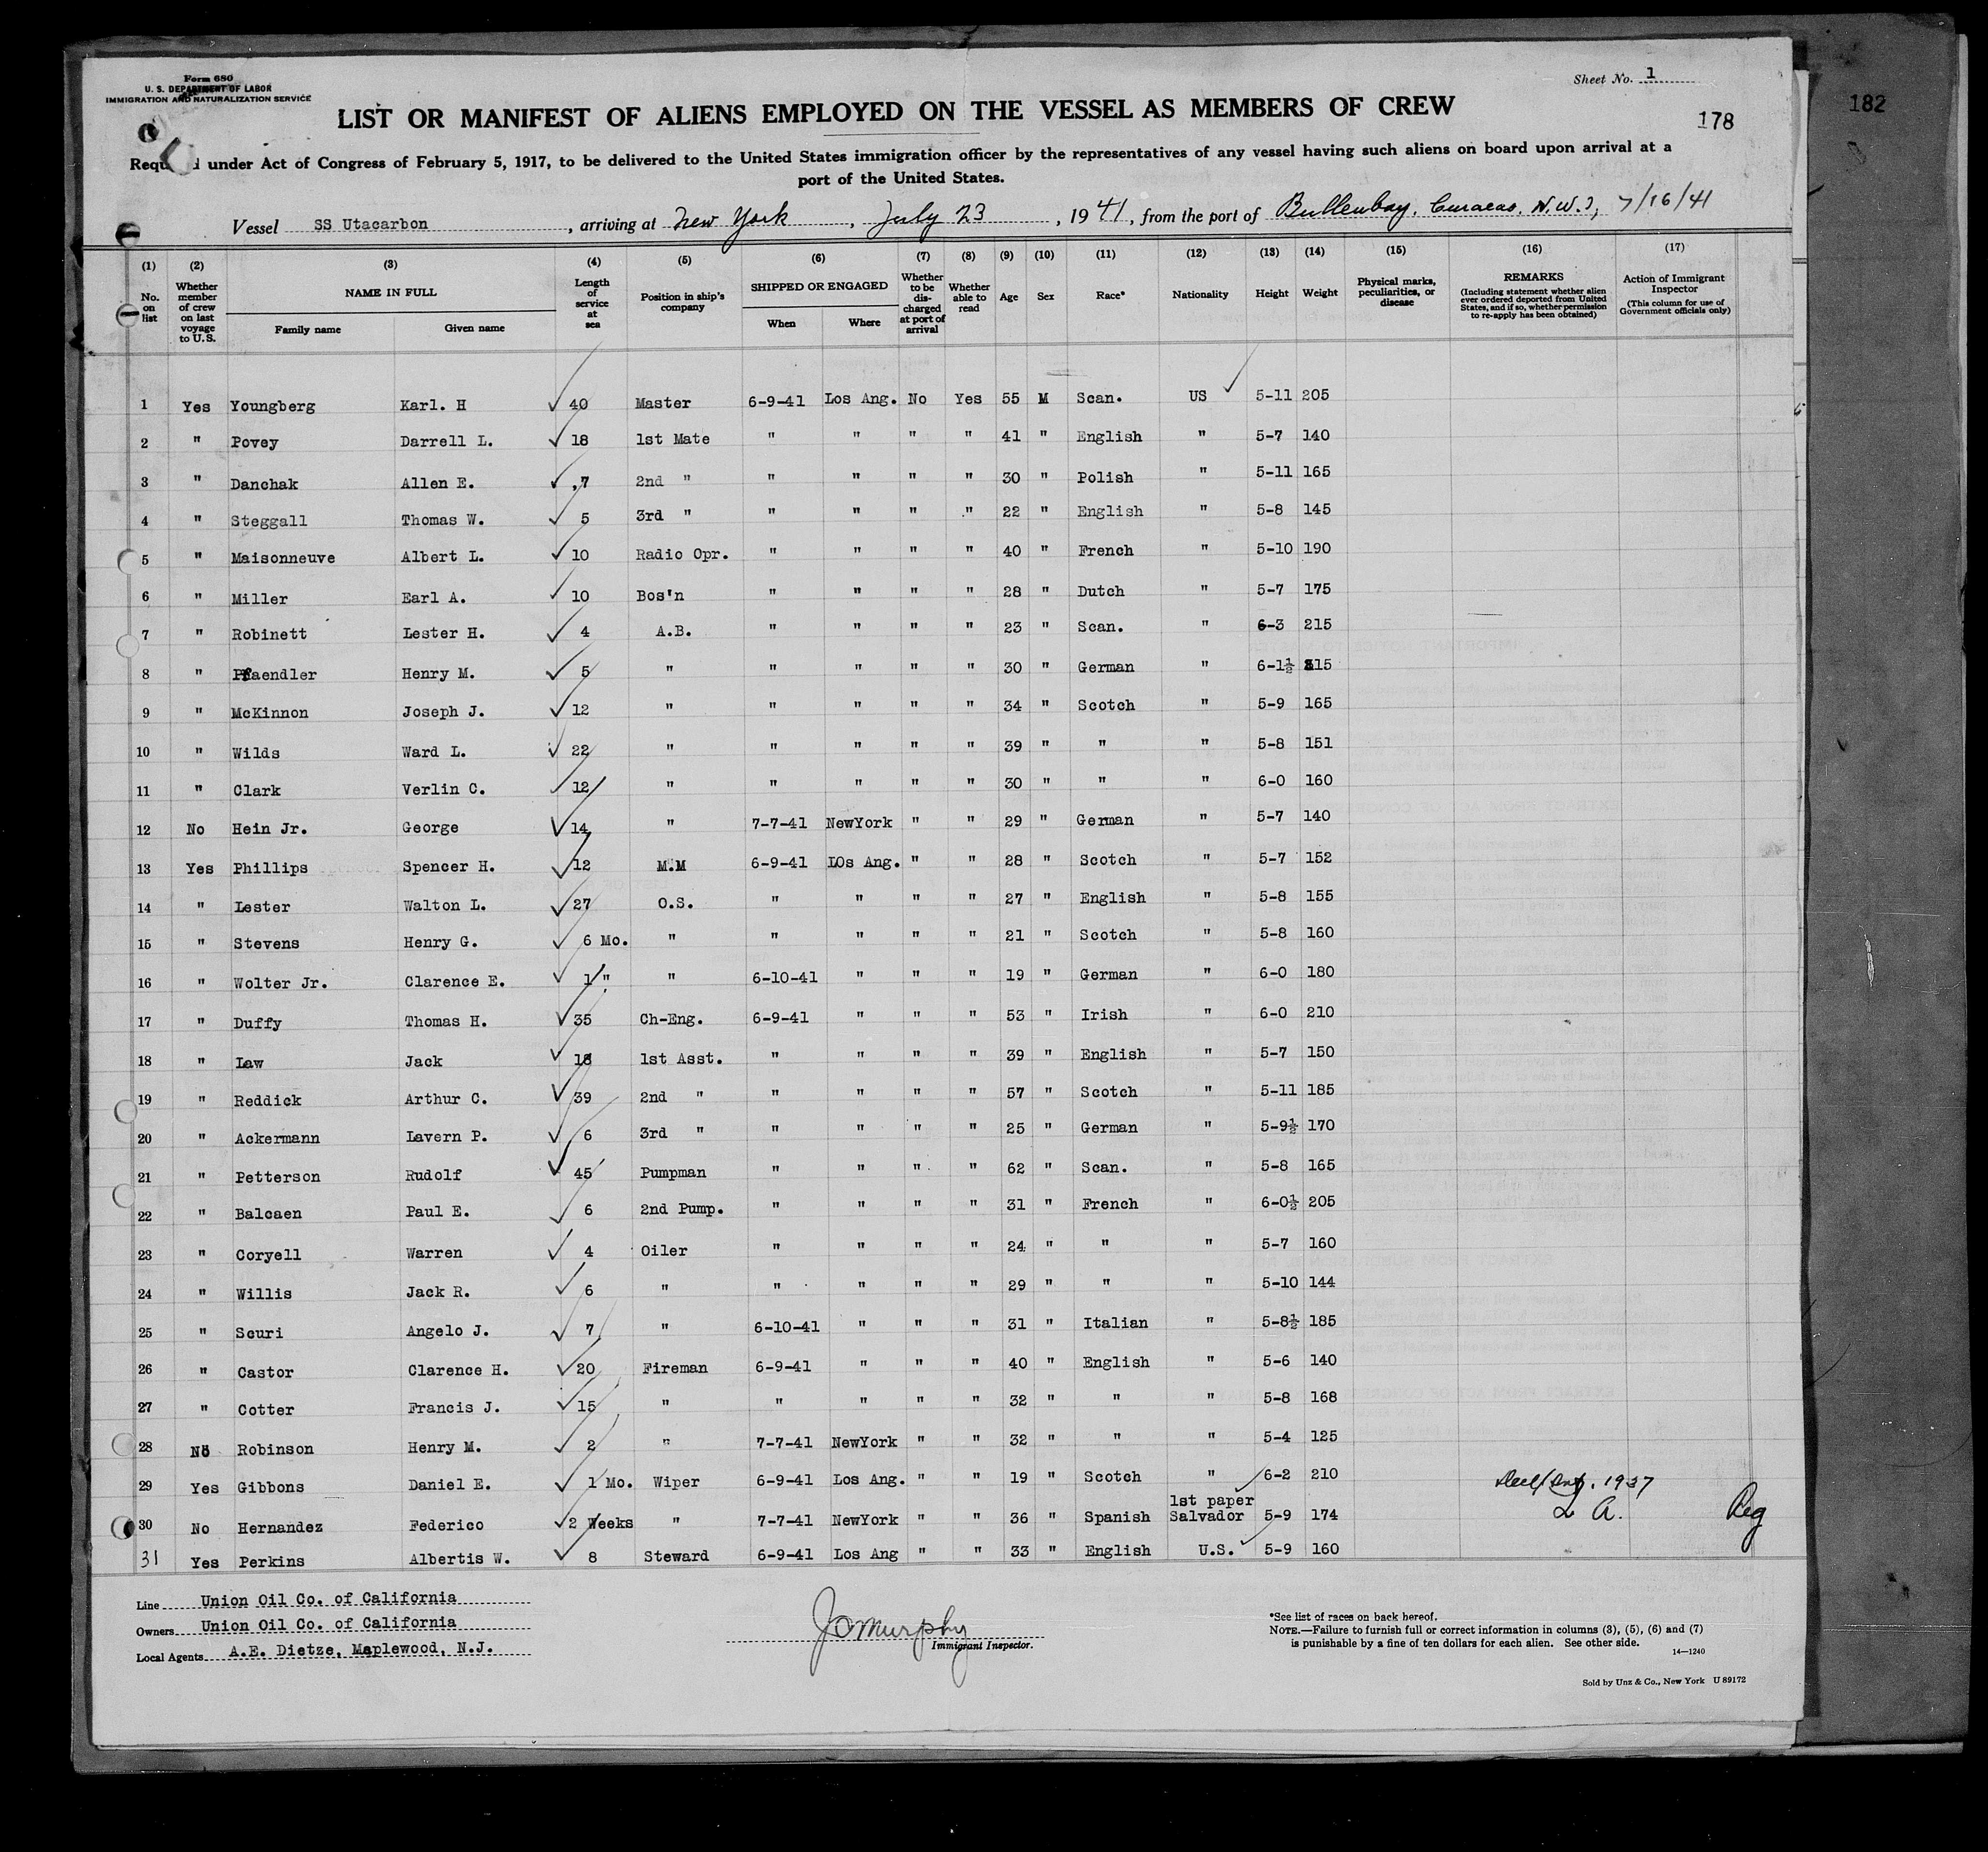 Form 680
U. S. DEPARTMENT OF LABOR
IMMIGRATION AND NATURALIZATION SERVICE
Sheet No. 1
LIST OR MANIFEST OF ALIENS EMPLOYED ON THE VESSEL AS MEMBERS OF CREW
178
182
under Act of Congress of February 5, 1917, to be delivered to the United States immigration officer by the representatives of any vessel having such aliens on board upon arrival at a
port of the United States.
Vessel SS Utacarbon, arriving at New York, July 23, 1941, from the port of Bullenbay, Curacao, N.W.I, 7/16/41
(1) (2) (3) (4) (5) (6) (7) (8) (9) (10) (11) (12) (13) (14) (15) (16) (17)
No. on list | Whether member of crew on last voyage to U.S. | NAME IN FULL Family name Given name | Length of service at sea | Position in ship's company | SHIPPED OR ENGAGED When Where | Whether to be discharged at port of arrival | Whether able to read | Age | Sex | Race* | Nationality | Height | Weight | Physical marks, peculiarities, or disease | REMARKS (Including statement whether alien ever ordered deported from United States, and if so, whether permission to re-apply has been obtained) | Action of Immigrant Inspector (This column for use of Government officials only)
1 Yes Youngberg Karl. H 40 Master 6-9-41 Los Ang. No Yes 55 M Scan. US 5-11 205
2 " Povey Darrell L. 18 1st Mate " " " " 41 " English " 5-7 140
3 " Danchak Allen E. 7 2nd " " " " " 30 " Polish " 5-11 165
4 " Steggall Thomas W. 5 3rd " " " " " 22 " English " 5-8 145
5 " Maisonneuve Albert L. 10 Radio Opr. " " " " 40 " French " 5-10 190
6 " Miller Earl A. 10 Bos'n " " " " 28 " Dutch " 5-7 175
7 " Robinett Lester H. 4 A.B. " " " " 23 " Scan. " 6-3 215
8 " Pfaendler Henry M. 5 " " " " " 30 " German " 6-1½ 215
9 " McKinnon Joseph J. 12 " " " " " 34 " Scotch " 5-9 165
10 " Wilds Ward L. 22 " " " " " 39 " " " 5-8 151
11 " Clark Verlin C. 12 " " " " " 30 " " " 6-0 160
12 No Hein Jr. George 14 " 7-7-41 NewYork " " 29 " German " 5-7 140
13 Yes Phillips Spencer H. 12 M.M 6-9-41 LOs Ang. " " 28 " Scotch " 5-7 152
14 " Lester Walton L. 27 O.S. " " " " 27 " English " 5-8 155
15 " Stevens Henry G. 6 Mo. " " " " " 21 " Scotch " 5-8 160
16 " Wolter Jr. Clarence E. 1 " " 6-10-41 " " " 19 " German " 6-0 180
17 " Duffy Thomas H. 35 Ch-Eng. 6-9-41 " " " 53 " Irish " 6-0 210
18 " Law Jack 18 1st Asst. " " " " 39 " English " 5-7 150
19 " Reddick Arthur C. 39 2nd " " " " " 57 " Scotch " 5-11 185
20 " Ackermann Lavern P. 6 3rd " " " " " 25 " German " 5-9½ 170
21 " Petterson Rudolf 45 Pumpman " " " " 62 " Scan. " 5-8 165
22 " Balcaen Paul E. 6 2nd Pump. " " " " 31 " French " 6-0½ 205
23 " Coryell Warren 4 Oiler " " " " 24 " " " 5-7 160
24 " Willis Jack R. 6 " " " " " 29 " " " 5-10 144
25 " Scuri Angelo J. 7 " 6-10-41 " " " 31 " Italian " 5-8½ 185
26 " Castor Clarence H. 20 Fireman 6-9-41 " " " 40 " English " 5-6 140
27 " Cotter Francis J. 15 " " " " " 32 " " " 5-8 168
28 No Robinson Henry M. 2 " 7-7-41 NewYork " " 32 " " " 5-4 125
29 Yes Gibbons Daniel E. 1 Mo. Wiper 6-9-41 Los Ang. " " 19 " Scotch " 6-2 210
30 No Hernandez Federico 2 Weeks " 7-7-41 NewYork " " 36 " Spanish 1st paper Salvador 5-9 174 1937 L A.
31 Yes Perkins Albertis W. 8 Steward 6-9-41 Los Ang " " 33 " English U.S. 5-9 160
Line Union Oil Co. of California
Owners Union Oil Co. of California
Local Agents A.E. Dietze, Maplewood, N.J.
JO Murphy
Immigrant Inspector.
*See list of races on back hereof.
NOTE.—Failure to furnish full or correct information in columns (3), (5), (6) and (7)
is punishable by a fine of ten dollars for each alien. See other side.
14—1240
Sold by Unz & Co., New York U 89172